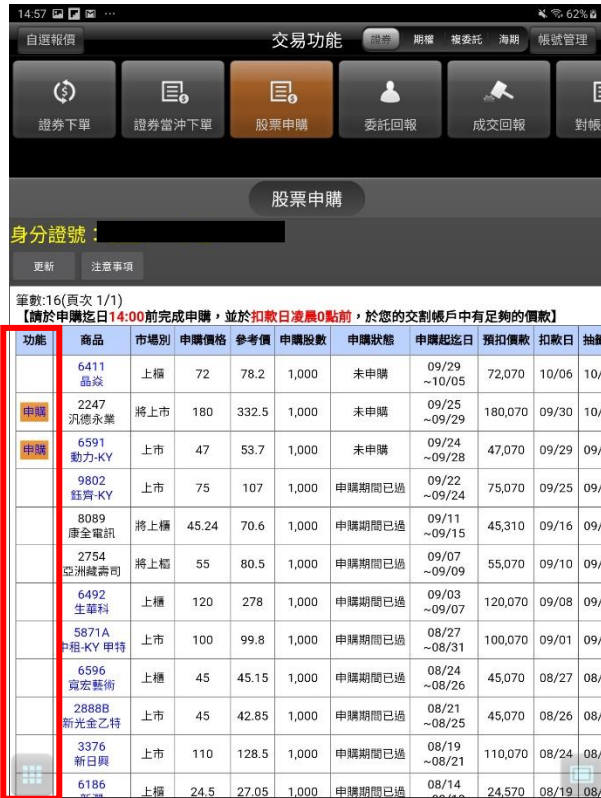 14:57 62%
自選報價 交易功能 證券 期權 複委託 海期 帳號管理
證券下單 證券當沖下單 股票申購 委託回報 成交回報 對帳
股票申購
身分證號：
更新 注意事項
筆數:16(頁次 1/1)
【請於申購迄日14:00前完成申購，並於扣款日凌晨0點前，於您的交割帳戶中有足夠的價款】
功能 商品 市場別 申購價格 參考價 申購股數 申購狀態 申購起迄日 預扣價款 扣款日 抽籤
6411 晶焱 上櫃 72 78.2 1,000 未申購 09/29 ~10/05 72,070 10/06 10/
申購 2247 汎德永業 將上市 180 332.5 1,000 未申購 09/25 ~09/29 180,070 09/30 10/
申購 6591 動力-KY 上市 47 53.7 1,000 未申購 09/24 ~09/28 47,070 09/29 09/
9802 鈺齊-KY 上市 75 107 1,000 申購期間已過 09/22 ~09/24 75,070 09/25 09/
8089 康全電訊 將上櫃 45.24 70.6 1,000 申購期間已過 09/11 ~09/15 45,310 09/16 09/
2754 亞洲藏壽司 將上櫃 55 80.5 1,000 申購期間已過 09/07 ~09/09 55,070 09/10 09/
6492 生華科 上櫃 120 278 1,000 申購期間已過 09/03 ~09/07 120,070 09/08 09/
5871A 中租-KY 甲特 上市 100 99.8 1,000 申購期間已過 08/27 ~08/31 100,070 09/01 09/
6596 寬宏藝術 上櫃 45 45.15 1,000 申購期間已過 08/24 ~08/26 45,070 08/27 08/
2888B 新光金乙特 上市 45 42.85 1,000 申購期間已過 08/21 ~08/25 45,070 08/26 08/
3376 新日興 上市 110 128.5 1,000 申購期間已過 08/19 ~08/21 110,070 08/24 08/
6186 上櫃 24.5 27.05 1,000 申購期間已過 08/14 24,570 08/19 08/